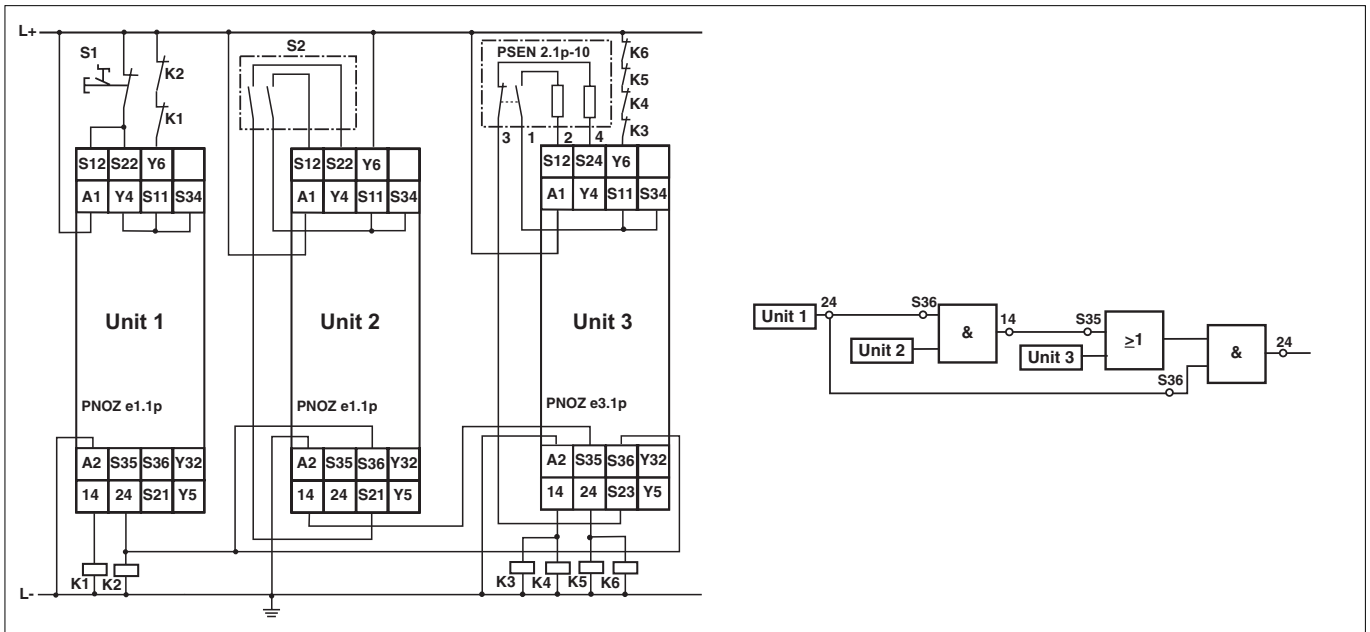 L+
S1
K2
K1
S12 S22 Y6
A1 Y4 S11 S34
Unit 1
PNOZ e1.1p
A2 S35 S36 Y32
14 24 S21 Y5
K1 K2
L-
S2
S12 S22 Y6
A1 Y4 S11 S34
Unit 2
PNOZ e1.1p
A2 S35 S36 Y32
14 24 S21 Y5
PSEN 2.1p-10
K6
K5
K4
K3
3 1 2 4
S12 S24 Y6
A1 Y4 S11 S34
Unit 3
PNOZ e3.1p
A2 S35 S36 Y32
14 24 S23 Y5
K3 K4 K5 K6
Unit 1 24 S36
Unit 2 & 14 S35
Unit 3 ≥1
S36 & 24